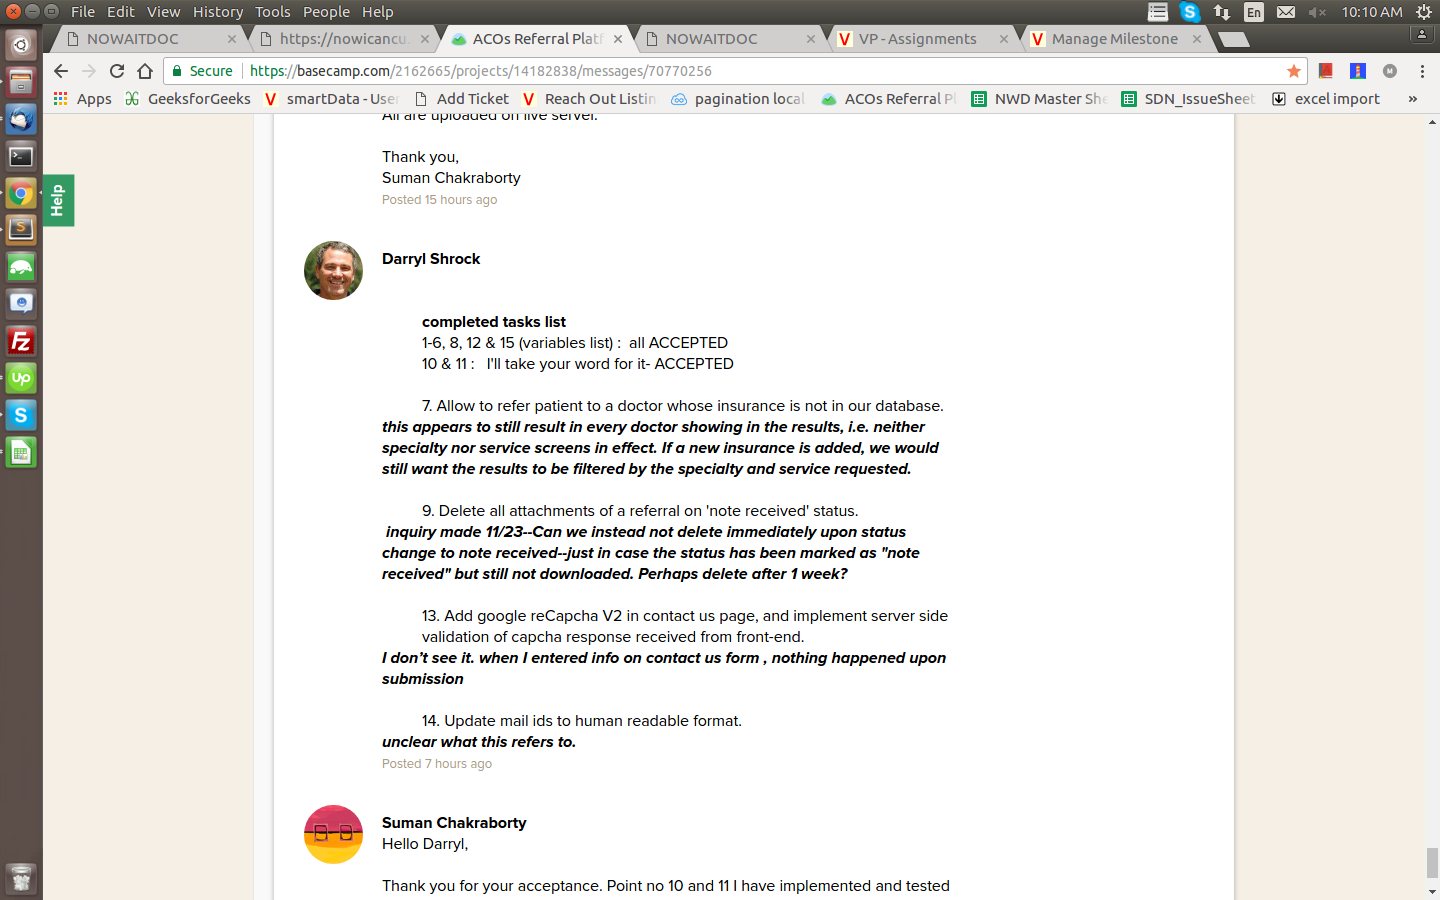 File Edit View History Tools People Help
En 10:10 AM
NOWAITDOC
https://nowicancu.
ACOs Referral Platf
NOWAITDOC
VP - Assignments
Manage Milestone
Secure https://basecamp.com/2162665/projects/14182838/messages/70770256
M
Apps GeeksforGeeks smartData - User Add Ticket Reach Out Listin pagination local ACOs Referral Pl NWD Master She SDN_IssueSheet excel import »
Help
All are uploaded on live server.
Thank you,
Suman Chakraborty
Posted 15 hours ago
Darryl Shrock
completed tasks list
1-6, 8, 12 & 15 (variables list) : all ACCEPTED
10 & 11 : I'll take your word for it- ACCEPTED
7. Allow to refer patient to a doctor whose insurance is not in our database.
this appears to still result in every doctor showing in the results, i.e. neither
specialty nor service screens in effect. If a new insurance is added, we would
still want the results to be filtered by the specialty and service requested.
9. Delete all attachments of a referral on 'note received' status.
inquiry made 11/23--Can we instead not delete immediately upon status
change to note received--just in case the status has been marked as "note
received" but still not downloaded. Perhaps delete after 1 week?
13. Add google reCapcha V2 in contact us page, and implement server side
validation of capcha response received from front-end.
I don't see it. when I entered info on contact us form , nothing happened upon
submission
14. Update mail ids to human readable format.
unclear what this refers to.
Posted 7 hours ago
Suman Chakraborty
Hello Darryl,
Thank you for your acceptance. Point no 10 and 11 I have implemented and tested